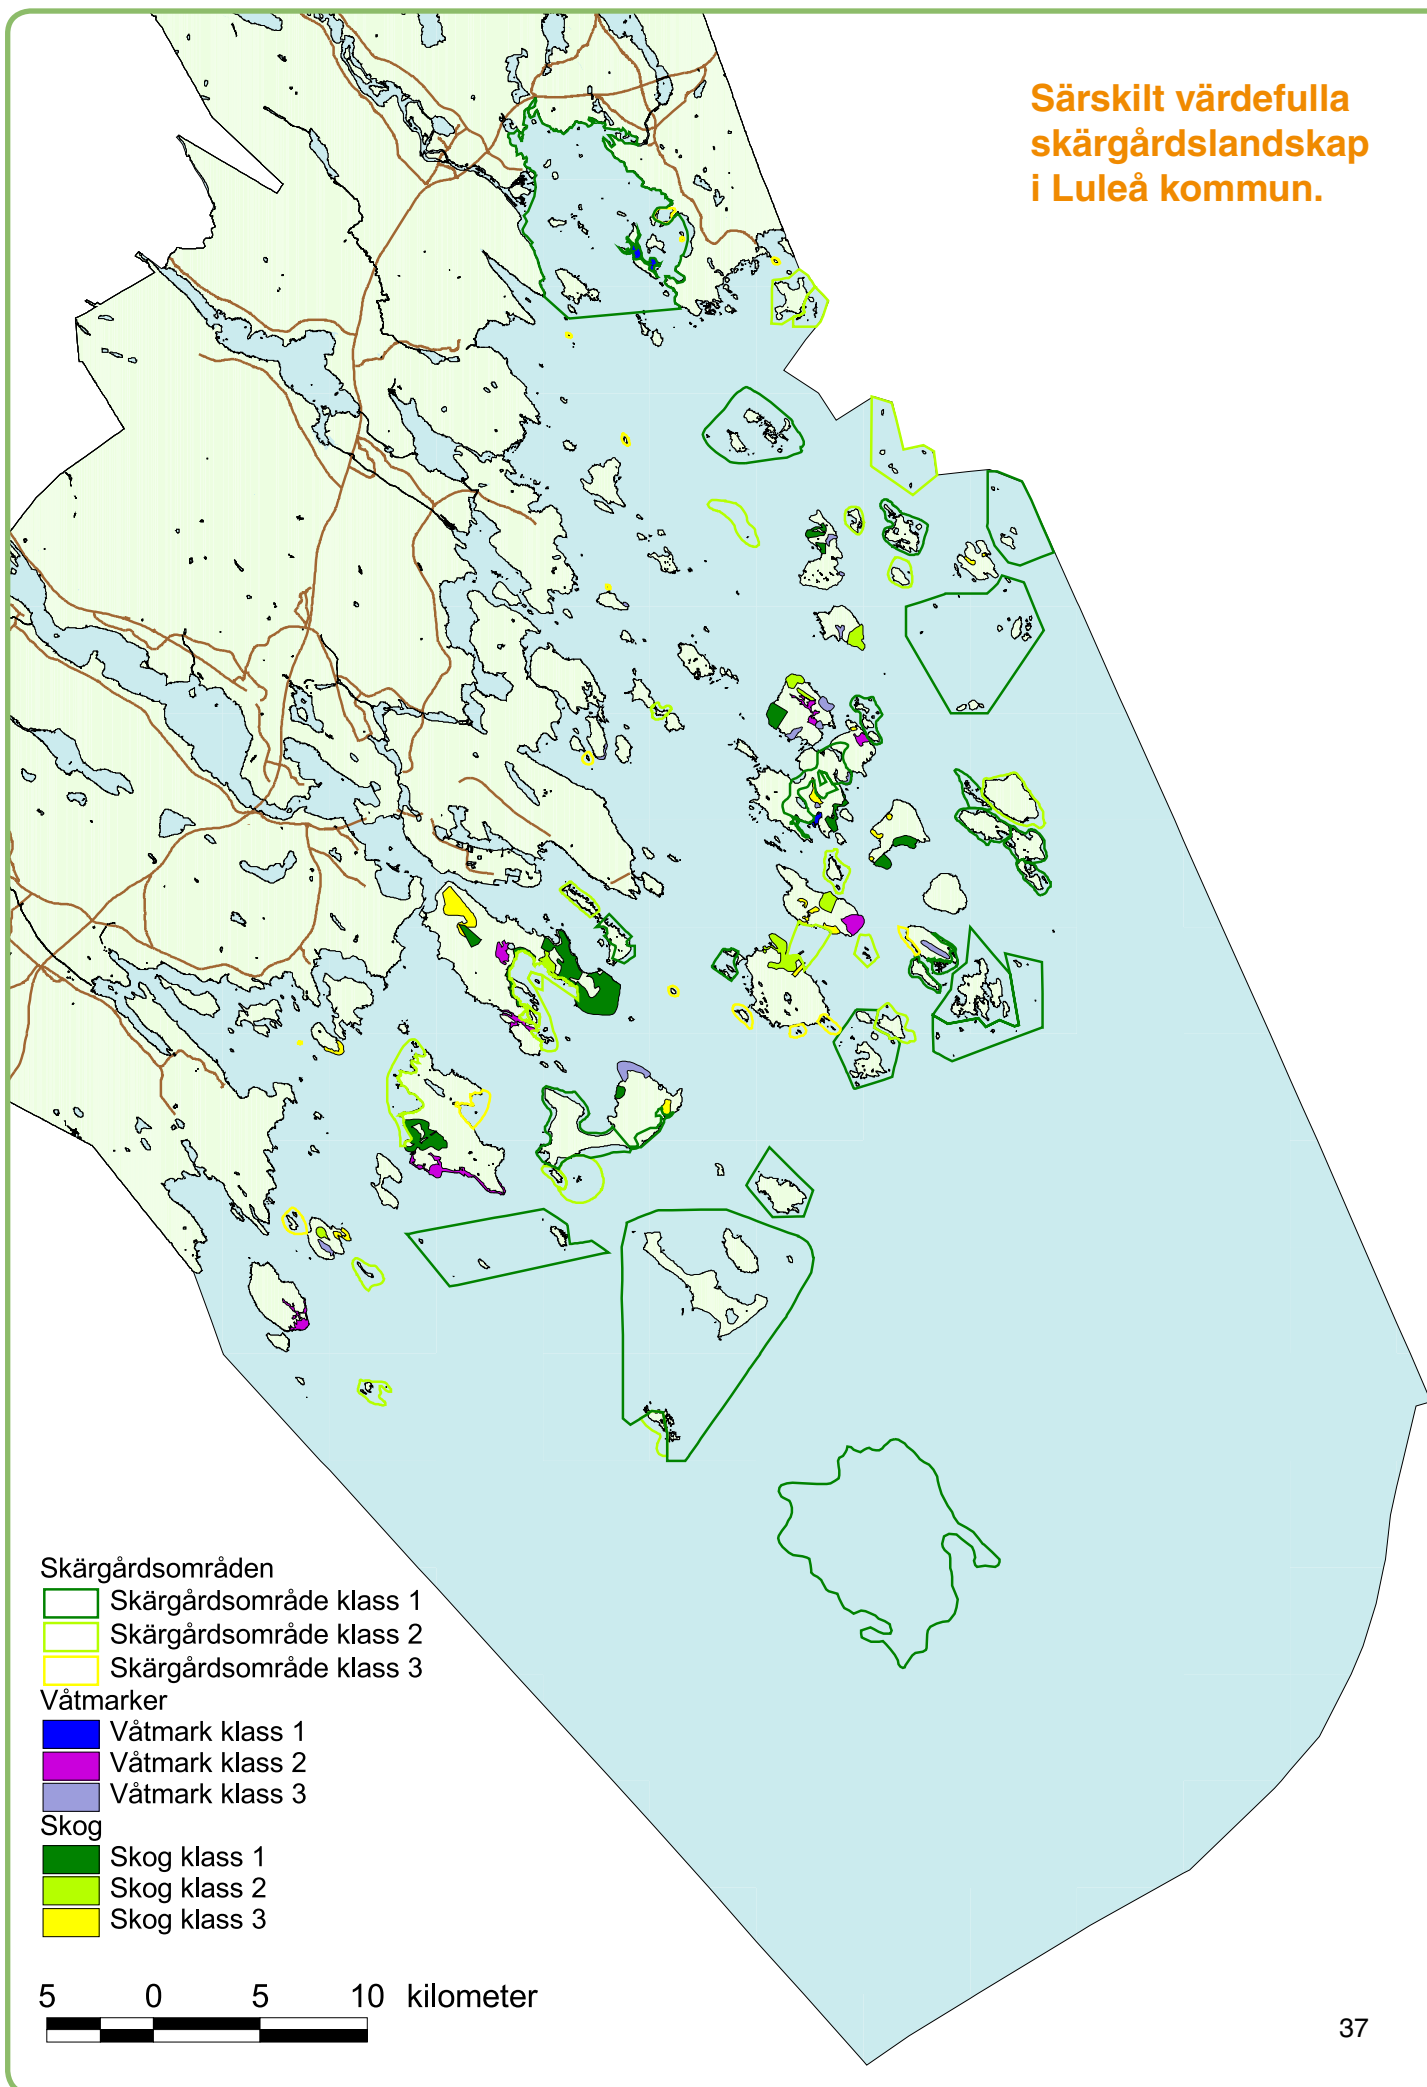 Särskilt värdefulla
skärgårdslandskap
i Luleå kommun.
Skärgårdsområden
Skärgårdsområde klass 1
Skärgårdsområde klass 2
Skärgårdsområde klass 3
Våtmarker
Våtmark klass 1
Våtmark klass 2
Våtmark klass 3
Skog
Skog klass 1
Skog klass 2
Skog klass 3
5 0 5 10 kilometer
37